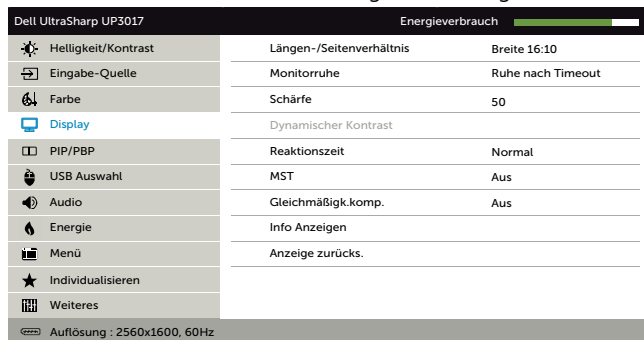 Dell UltraSharp UP3017 Energieverbrauch
Helligkeit/Kontrast Längen-/Seitenverhältnis Breite 16:10
Eingabe-Quelle Monitorruhe Ruhe nach Timeout
Farbe Schärfe 50
Display Dynamischer Kontrast
PIP/PBP Reaktionszeit Normal
USB Auswahl MST Aus
Audio Gleichmäßigk.komp. Aus
Energie Info Anzeigen
Menü Anzeige zurücks.
Individualisieren
Weiteres
Auflösung : 2560x1600, 60Hz